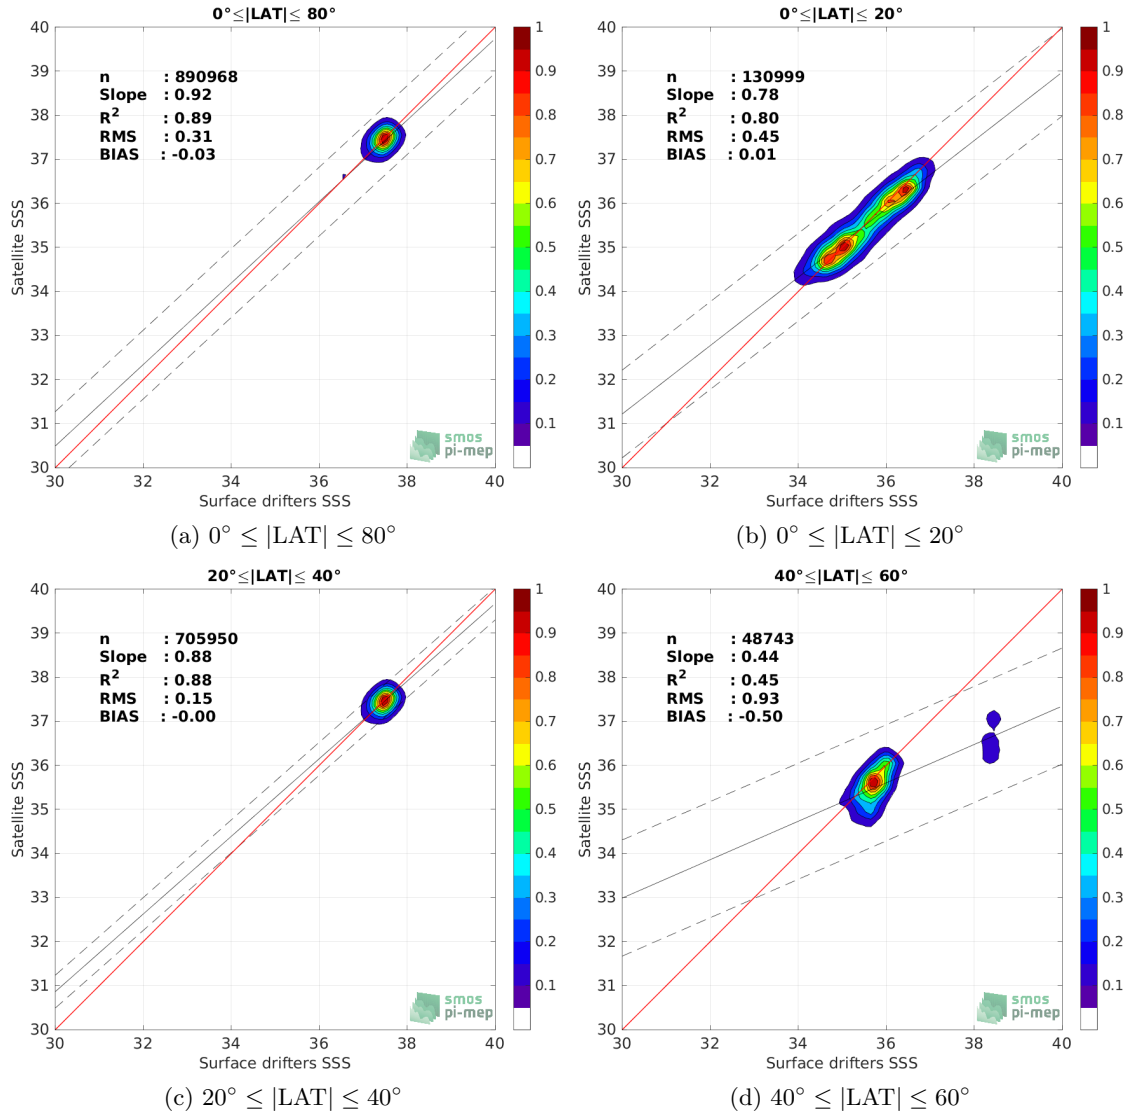 0°≤|LAT|≤ 80°
n : 890968
Slope : 0.92
R² : 0.89
RMS : 0.31
BIAS : -0.03
40
39
38
37
36
35
34
33
32
31
30
Satellite SSS
30 32 34 36 38 40
Surface drifters SSS
1
0.9
0.8
0.7
0.6
0.5
0.4
0.3
0.2
0.1
smos
pi-mep
(a) 0° ≤ |LAT| ≤ 80°
0°≤|LAT|≤ 20°
n : 130999
Slope : 0.78
R² : 0.80
RMS : 0.45
BIAS : 0.01
40
39
38
37
36
35
34
33
32
31
30
Satellite SSS
30 32 34 36 38 40
Surface drifters SSS
1
0.9
0.8
0.7
0.6
0.5
0.4
0.3
0.2
0.1
smos
pi-mep
(b) 0° ≤ |LAT| ≤ 20°
20°≤|LAT|≤ 40°
n : 705950
Slope : 0.88
R² : 0.88
RMS : 0.15
BIAS : -0.00
40
39
38
37
36
35
34
33
32
31
30
Satellite SSS
30 32 34 36 38 40
Surface drifters SSS
1
0.9
0.8
0.7
0.6
0.5
0.4
0.3
0.2
0.1
smos
pi-mep
(c) 20° ≤ |LAT| ≤ 40°
40°≤|LAT|≤ 60°
n : 48743
Slope : 0.44
R² : 0.45
RMS : 0.93
BIAS : -0.50
40
39
38
37
36
35
34
33
32
31
30
Satellite SSS
30 32 34 36 38 40
Surface drifters SSS
1
0.9
0.8
0.7
0.6
0.5
0.4
0.3
0.2
0.1
smos
pi-mep
(d) 40° ≤ |LAT| ≤ 60°